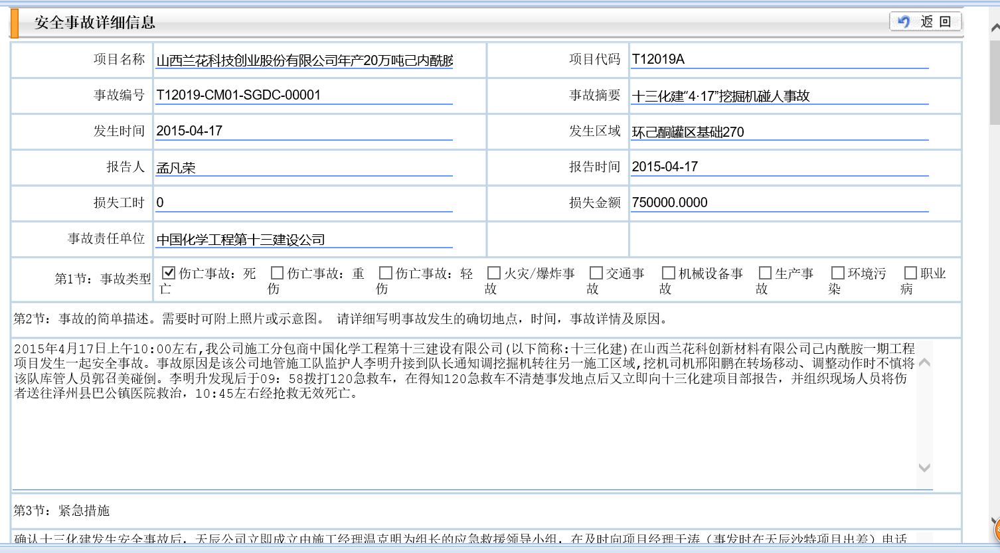 安全事故详细信息
返 回
项目名称 山西兰花科技创业股份有限公司年产20万吨己内酰胺 项目代码 T12019A
事故编号 T12019-CM01-SGDC-00001 事故摘要 十三化建“4·17”挖掘机碰人事故
发生时间 2015-04-17 发生区域 环己酮罐区基础270
报告人 孟凡荣 报告时间 2015-04-17
损失工时 0 损失金额 750000.0000
事故责任单位 中国化学工程第十三建设公司
第1节：事故类型 伤亡事故：死亡 伤亡事故：重伤 伤亡事故：轻伤 火灾/爆炸事故 交通事故 机械设备事故 生产事故 环境污染 职业病
第2节：事故的简单描述。需要时可附上照片或示意图。 请详细写明事故发生的确切地点，时间，事故详情及原因。
2015年4月17日上午10:00左右,我公司施工分包商中国化学工程第十三建设有限公司(以下简称:十三化建)在山西兰花科创新材料有限公司己内酰胺一期工程
项目发生一起安全事故。事故原因是该公司地管施工队监护人李明升接到队长通知调挖掘机转往另一施工区域,挖机司机邢阳鹏在转场移动、调整动作时不慎将
该队库管人员郭召美碰倒。李明升发现后于09：58拨打120急救车，在得知120急救车不清楚事发地点后又立即向十三化建项目部报告，并组织现场人员将伤
者送往泽州县巴公镇医院救治，10:45左右经抢救无效死亡。
第3节：紧急措施
确认十三化建发生安全事故后，天辰公司立即成立由施工经理温克明为组长的应急救援领导小组，在及时向项目经理于涛（事发时在天辰沙特项目出差）电话